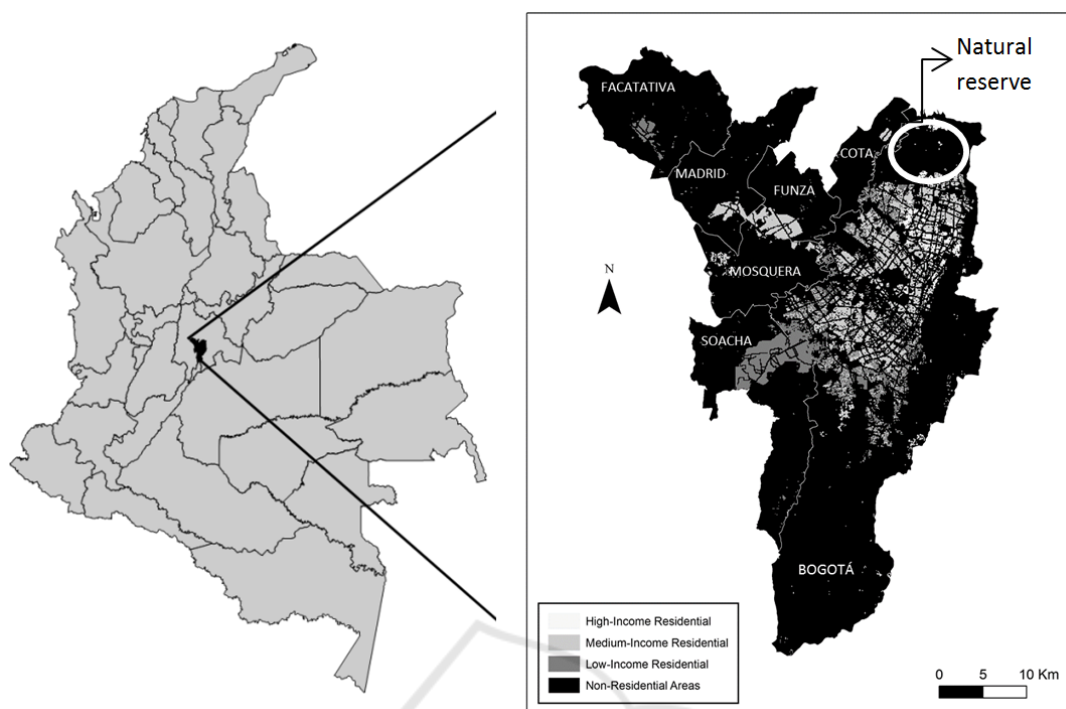 Natural
reserve
FACATATIVA
COTA
MADRID
FUNZA
MOSQUERA
N
SOACHA
BOGOTÁ
High-Income Residential
Medium-Income Residential
Low-Income Residential
Non-Residential Areas
0 5 10 Km